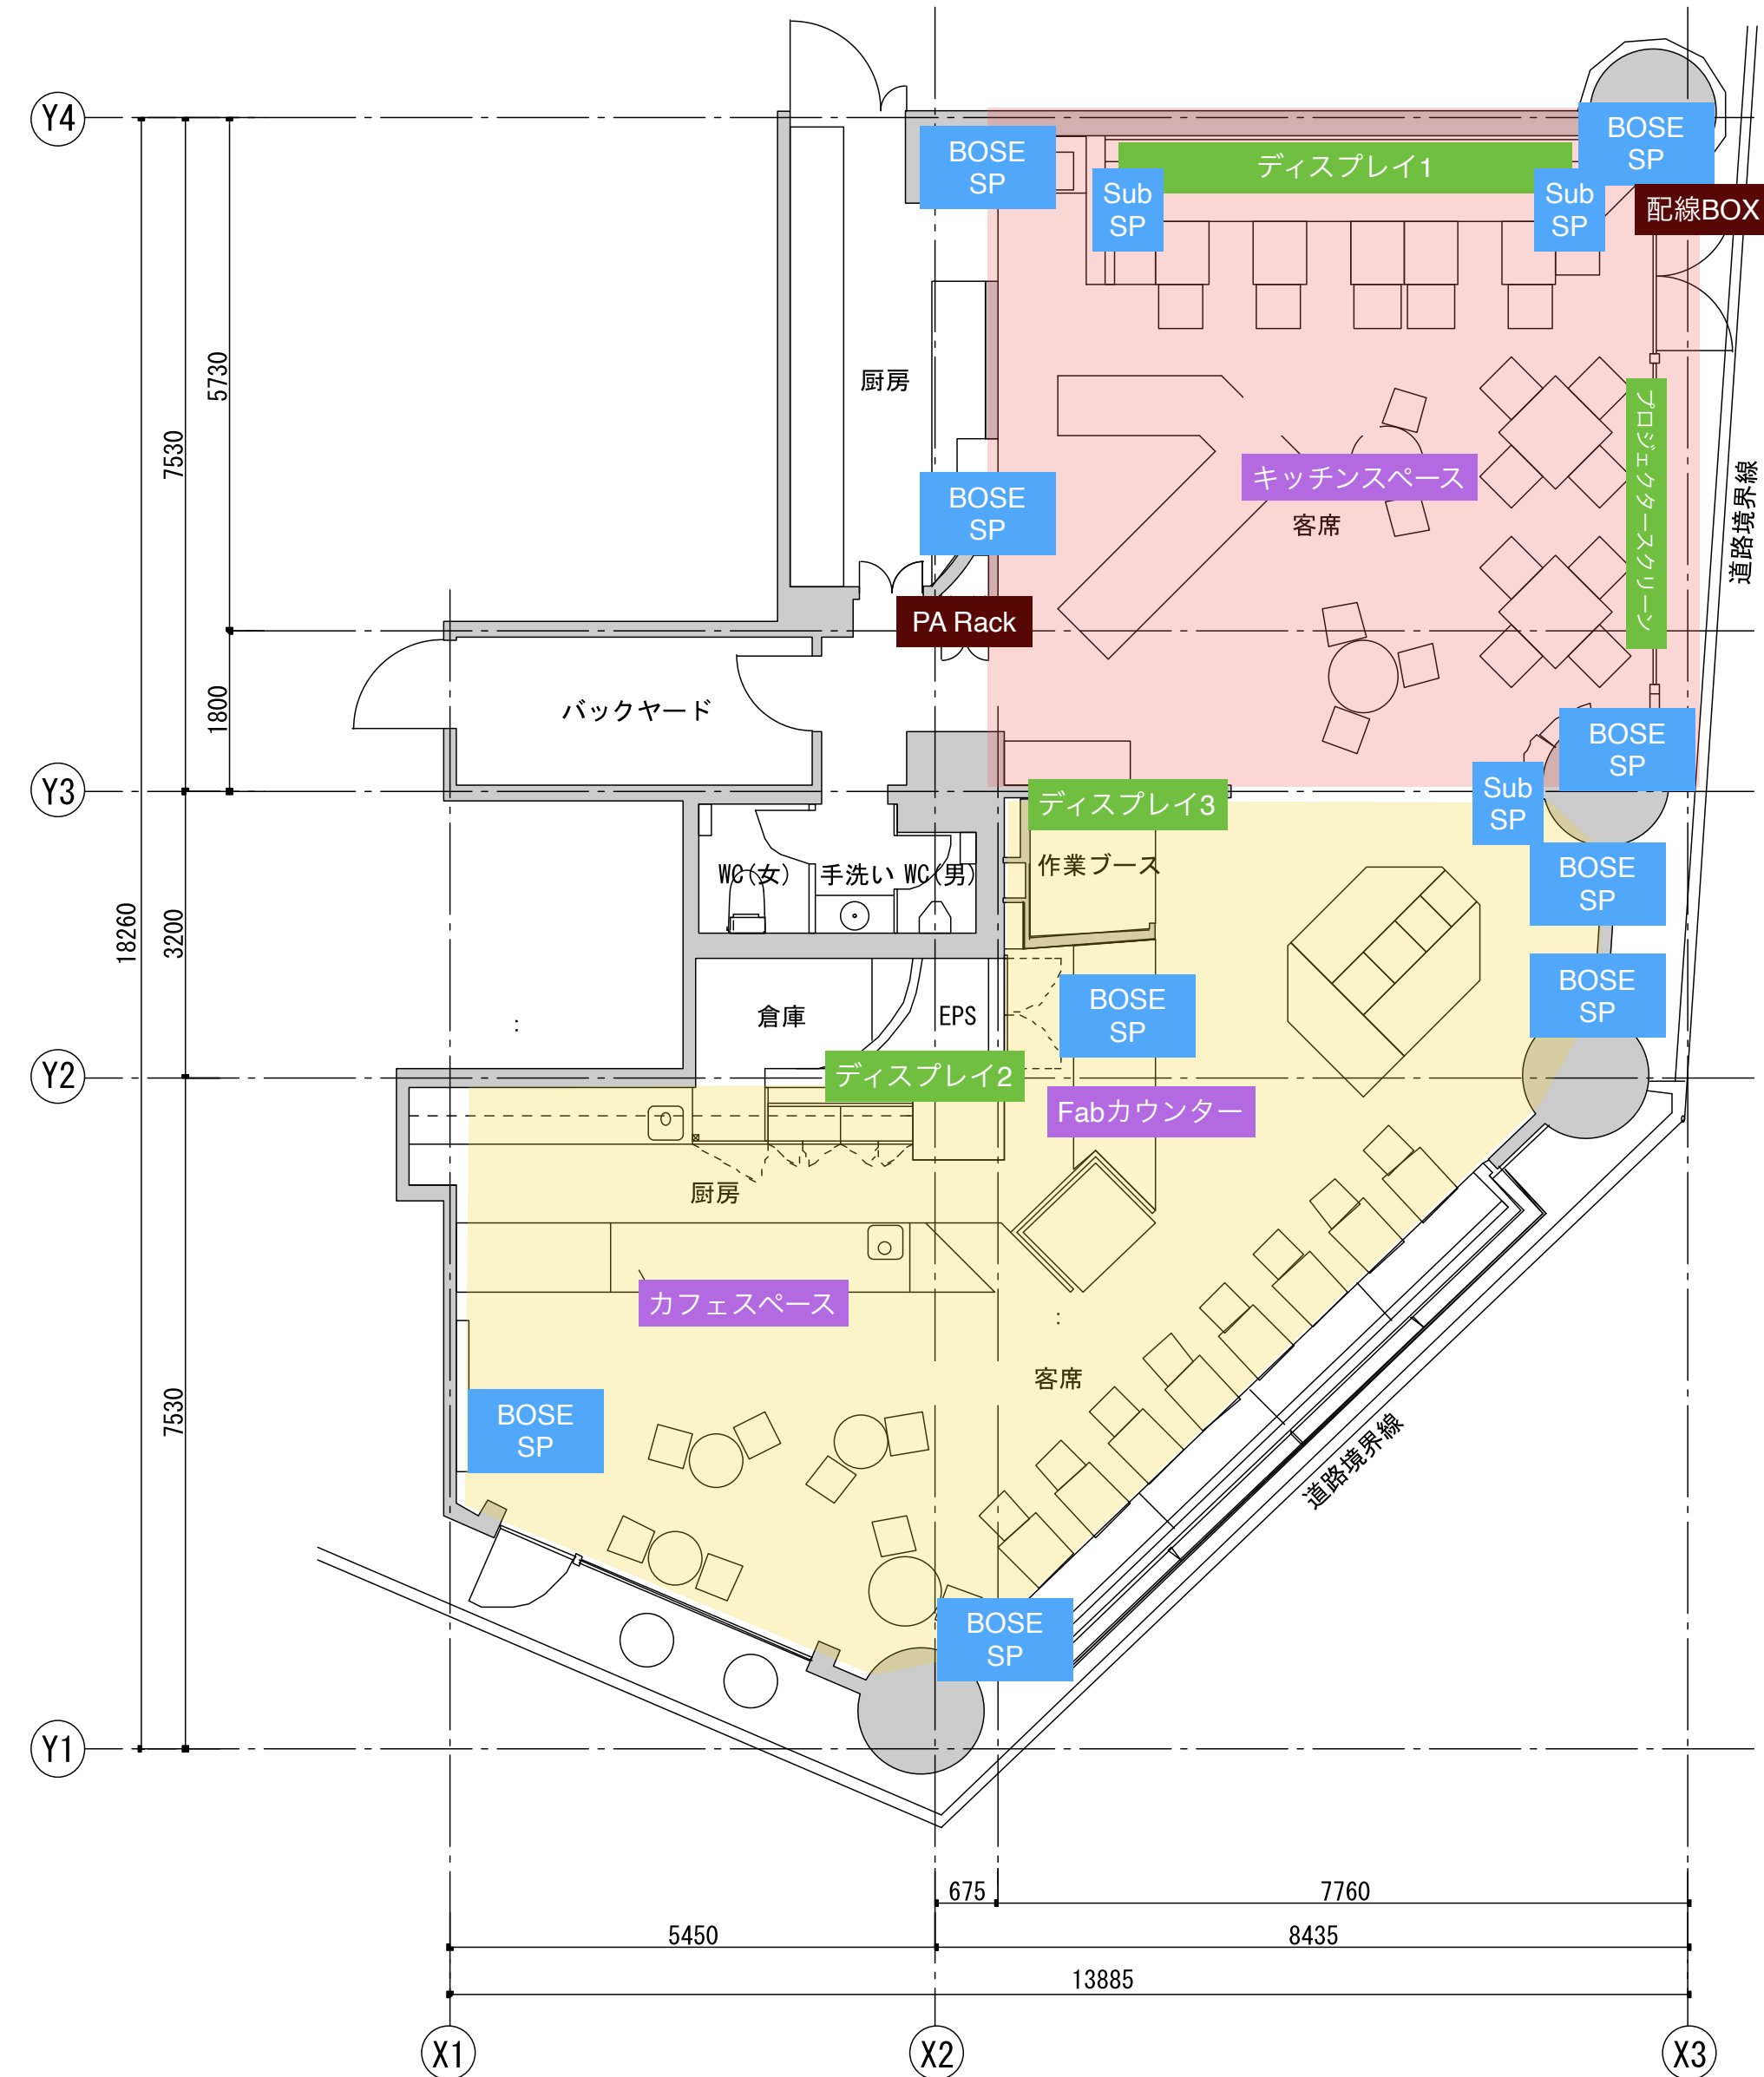 Y4
BOSE
SP
ディスプレイ1
BOSE
SP
Sub
SP
Sub
SP
配線BOX
5730
7530
厨房
キッチンスペース
客席
プロジェクタースクリーン
道路境界線
BOSE
SP
PA Rack
1800
バックヤード
BOSE
SP
Y3
ディスプレイ3
Sub
SP
WC(女)
手洗い
WC(男)
作業ブース
BOSE
SP
18260
3200
倉庫
EPS
BOSE
SP
BOSE
SP
:
Y2
ディスプレイ2
Fabカウンター
厨房
カフェスペース
:
客席
7530
BOSE
SP
道路境界線
BOSE
SP
Y1
675
7760
5450
8435
13885
X1
X2
X3